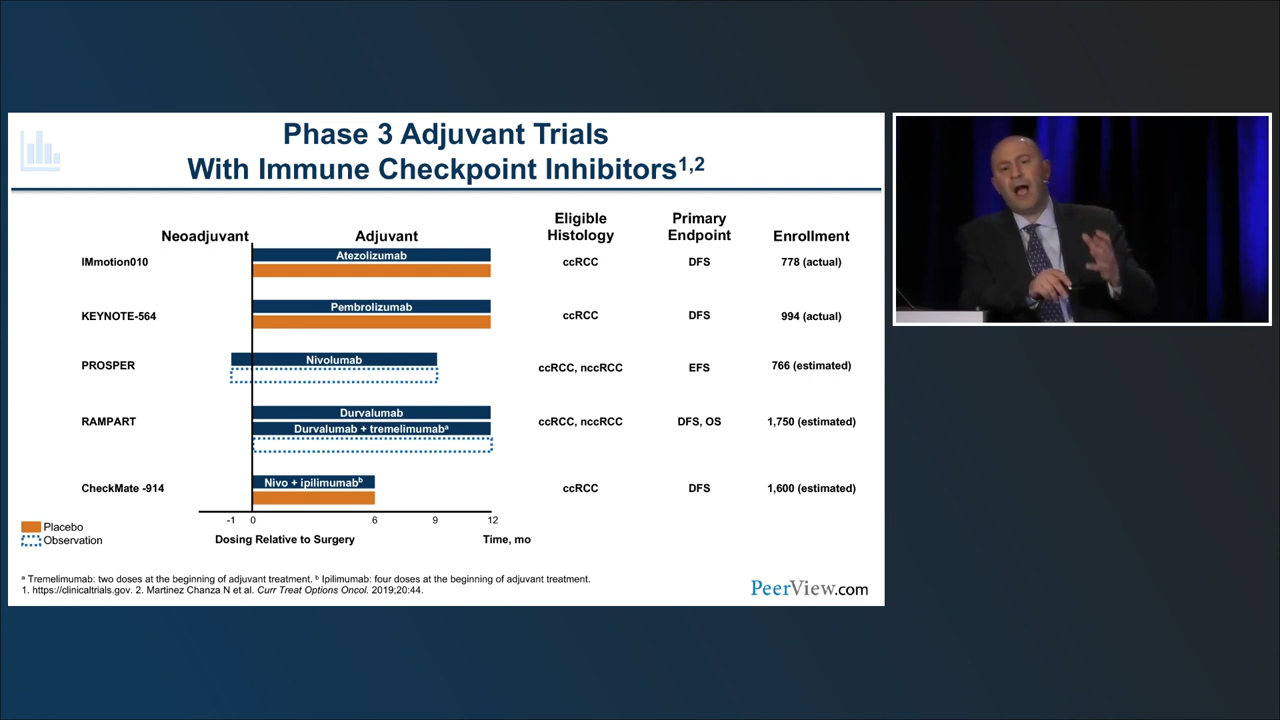 Phase 3 Adjuvant Trials
With Immune Checkpoint Inhibitors1,2
Neoadjuvant Adjuvant Eligible Histology Primary Endpoint Enrollment
IMmotion010 Atezolizumab ccRCC DFS 778 (actual)
KEYNOTE-564 Pembrolizumab ccRCC DFS 994 (actual)
PROSPER Nivolumab ccRCC, nccRCC EFS 766 (estimated)
RAMPART Durvalumab ccRCC, nccRCC DFS, OS 1,750 (estimated)
Durvalumab + tremelimumaba
CheckMate -914 Nivo + ipilimumabb ccRCC DFS 1,600 (estimated)
-1 0 6 9 12
Placebo
Observation
Dosing Relative to Surgery Time, mo
a Tremelimumab: two doses at the beginning of adjuvant treatment. b Ipilimumab: four doses at the beginning of adjuvant treatment.
1. https://clinicaltrials.gov. 2. Martinez Chanza N et al. Curr Treat Options Oncol. 2019;20:44.
PeerView.com